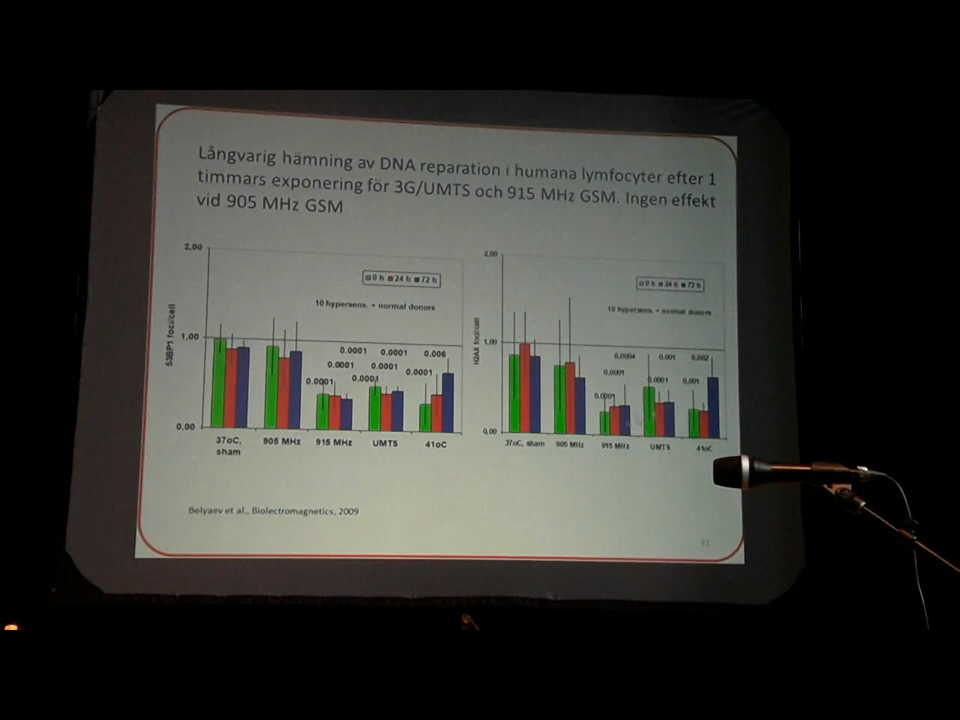 Långvarig hämning av DNA reparation i humana lymfocyter efter 1
timmars exponering för 3G/UMTS och 915 MHz GSM. Ingen effekt
vid 905 MHz GSM
2,00
1,00
0,00
53BP1 foci/cell
0 h 24 h 72 h
10 hypersens. + normal donors
0.0001 0.0001 0.006
0.0001 0.0001
0.0001 0.0001 0.0001
37oC, sham
905 MHz
915 MHz
UMTS
41oC
2,00
1,00
0,00
H2AX foci/cell
0 h 24 h 72 h
10 hypersens. + normal donors
0.0004 0.001 0.002
0.0001 0.0001 0.001
0.0001
37oC, sham
905 MHz
915 MHz
UMTS
41oC
Belyaev et al., Biolectromagnetics, 2009